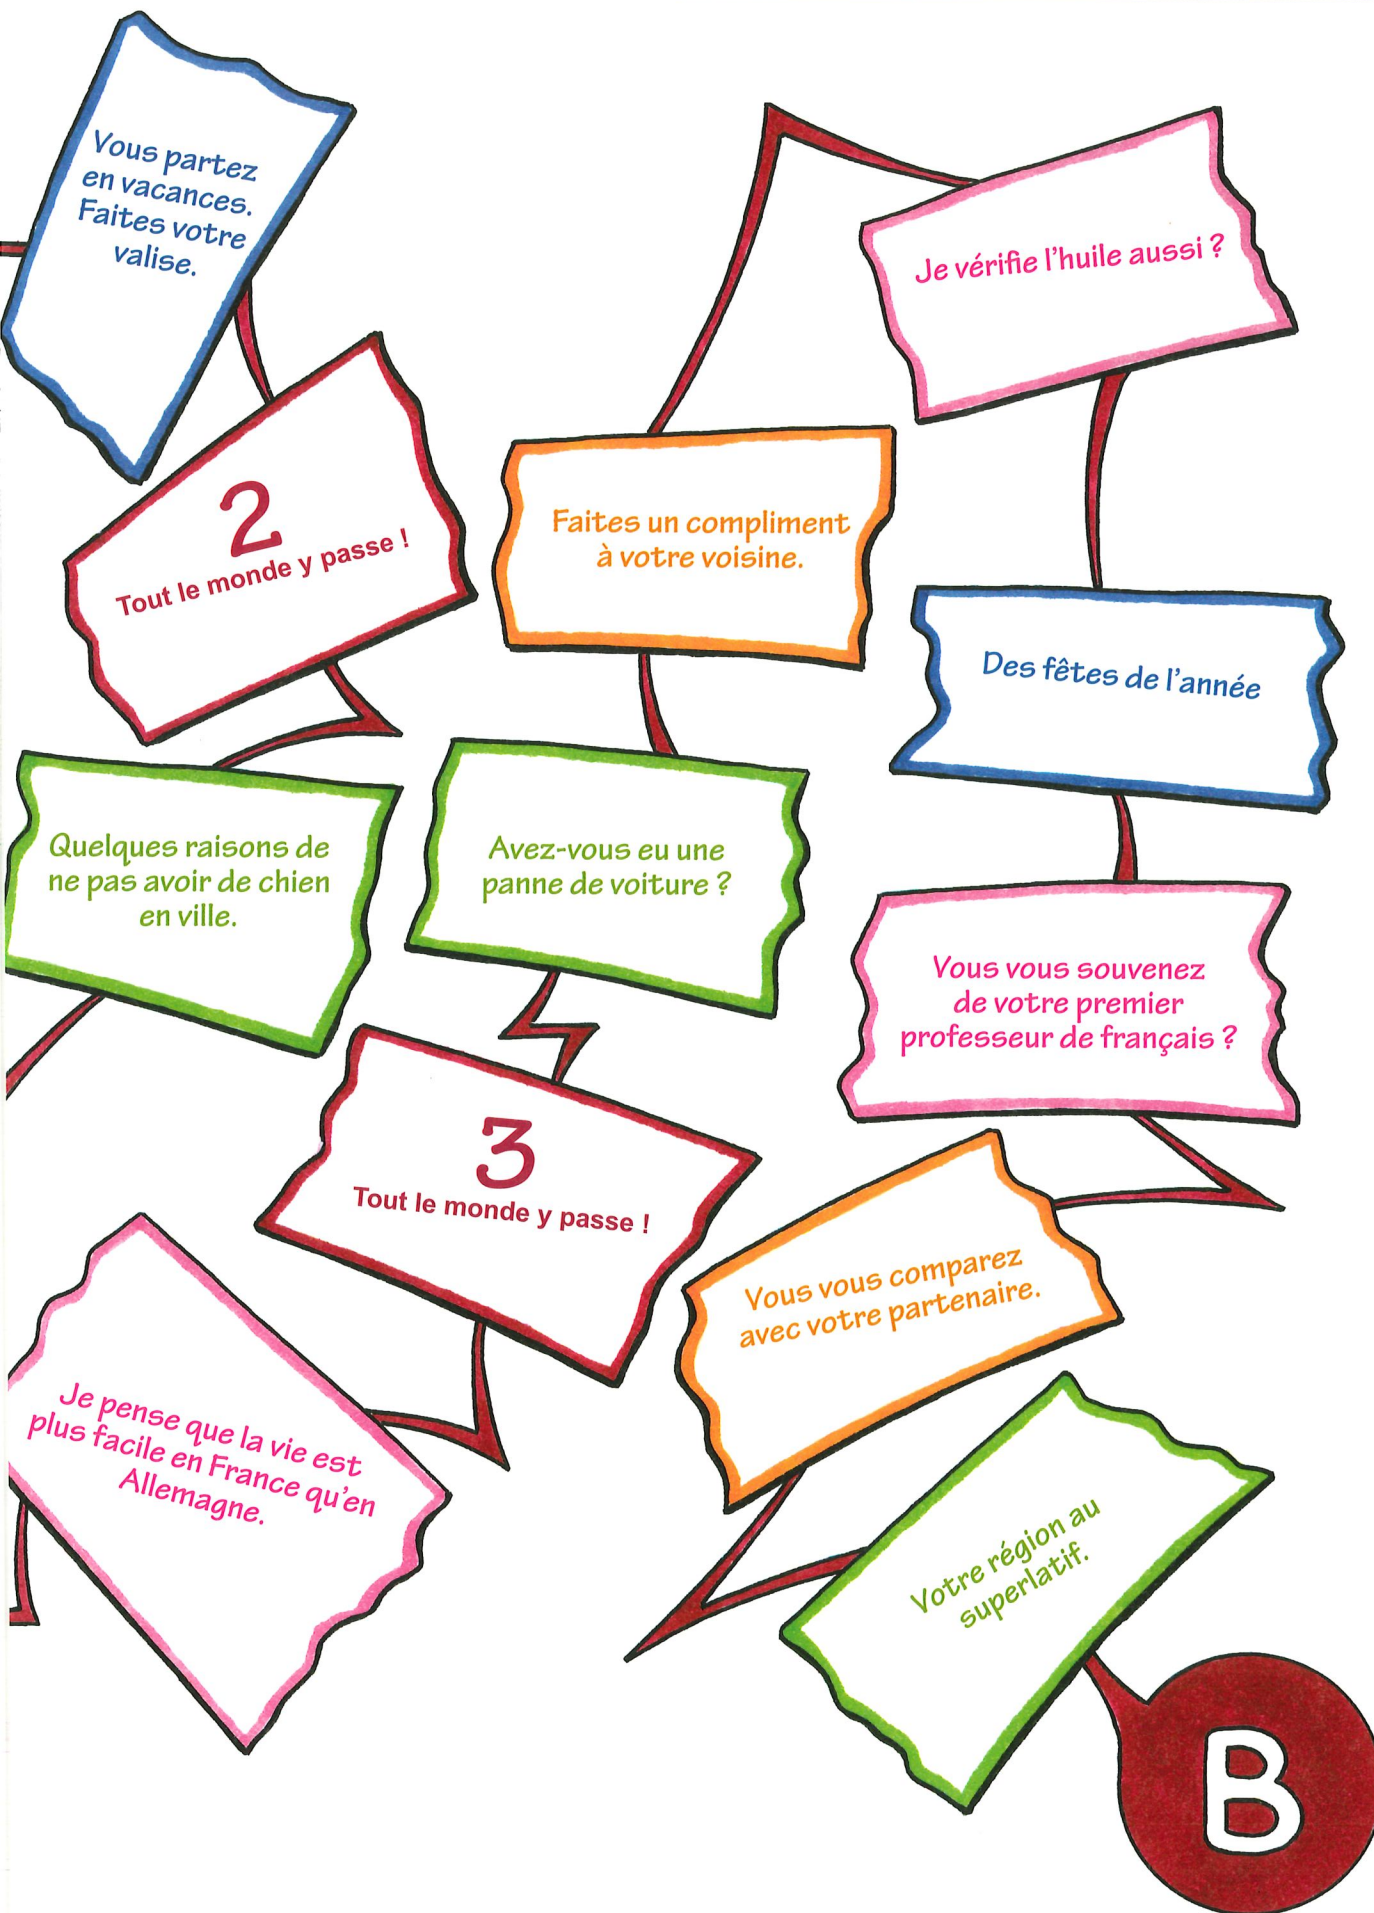 Vous partez
en vacances.
Faites votre
valise.
Je vérifie l'huile aussi ?
2
Tout le monde y passe !
Faites un compliment
à votre voisine.
Des fêtes de l'année
Quelques raisons de
ne pas avoir de chien
en ville.
Avez-vous eu une
panne de voiture ?
Vous vous souvenez
de votre premier
professeur de français ?
3
Tout le monde y passe !
Vous vous comparez
avec votre partenaire.
Je pense que la vie est
plus facile en France qu'en
Allemagne.
Votre région au
superlatif.
B